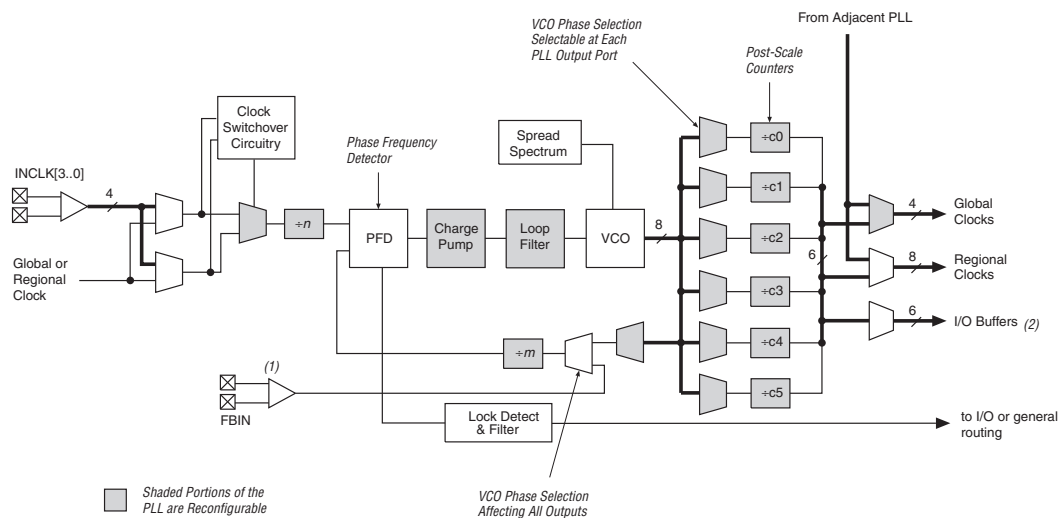 From Adjacent PLL
VCO Phase Selection
Selectable at Each
PLL Output Port
Post-Scale
Counters
Clock
Switchover
Circuitry
Spread
Spectrum
Phase Frequency
Detector
INCLK[3..0]
4
÷n
PFD
Charge
Pump
Loop
Filter
VCO
8
÷c0
÷c1
÷c2
÷c3
÷c4
÷c5
6
4
Global
Clocks
8
Regional
Clocks
6
I/O Buffers (2)
Global or
Regional
Clock
÷m
(1)
FBIN
Lock Detect
& Filter
to I/O or general
routing
VCO Phase Selection
Affecting All Outputs
Shaded Portions of the
PLL are Reconfigurable